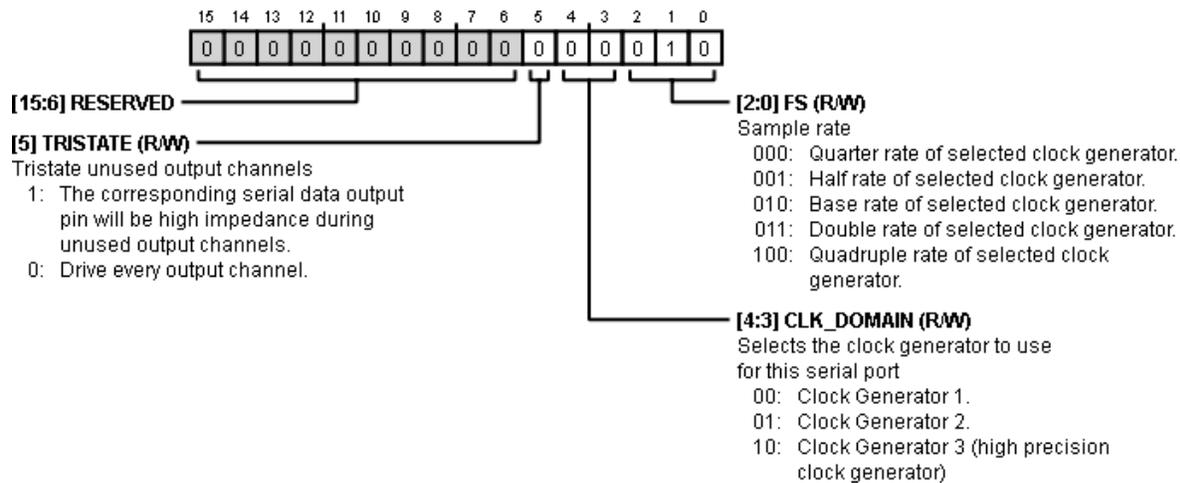 15 14 13 12 11 10 9 8 7 6 5 4 3 2 1 0
0 0 0 0 0 0 0 0 0 0 0 0 0 0 1 0
[15:6] RESERVED
[5] TRISTATE (R/W)
Tristate unused output channels
1: The corresponding serial data output
pin will be high impedance during
unused output channels.
0: Drive every output channel.
[2:0] FS (R/W)
Sample rate
000: Quarter rate of selected clock generator.
001: Half rate of selected clock generator.
010: Base rate of selected clock generator.
011: Double rate of selected clock generator.
100: Quadruple rate of selected clock
generator.
[4:3] CLK_DOMAIN (R/W)
Selects the clock generator to use
for this serial port
00: Clock Generator 1.
01: Clock Generator 2.
10: Clock Generator 3 (high precision
clock generator)